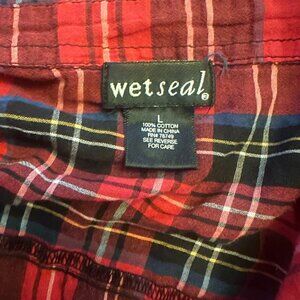 wetseal
L
100% COTTON
MADE IN CHINA
RN# 78749
SEE REVERSE
FOR CARE